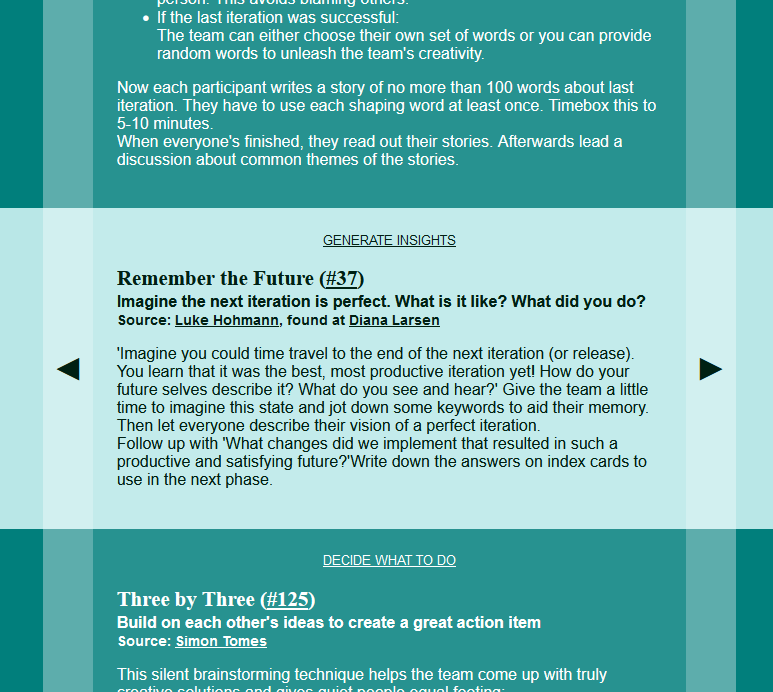 person. This avoids blaming others.
• If the last iteration was successful:
The team can either choose their own set of words or you can provide
random words to unleash the team's creativity.
Now each participant writes a story of no more than 100 words about last
iteration. They have to use each shaping word at least once. Timebox this to
5-10 minutes.
When everyone's finished, they read out their stories. Afterwards lead a
discussion about common themes of the stories.
GENERATE INSIGHTS
Remember the Future (#37)
Imagine the next iteration is perfect. What is it like? What did you do?
Source: Luke Hohmann, found at Diana Larsen
'Imagine you could time travel to the end of the next iteration (or release).
You learn that it was the best, most productive iteration yet! How do your
future selves describe it? What do you see and hear?' Give the team a little
time to imagine this state and jot down some keywords to aid their memory.
Then let everyone describe their vision of a perfect iteration.
Follow up with 'What changes did we implement that resulted in such a
productive and satisfying future?'Write down the answers on index cards to
use in the next phase.
DECIDE WHAT TO DO
Three by Three (#125)
Build on each other's ideas to create a great action item
Source: Simon Tomes
This silent brainstorming technique helps the team come up with truly
creative solutions and gives quiet people equal footing: